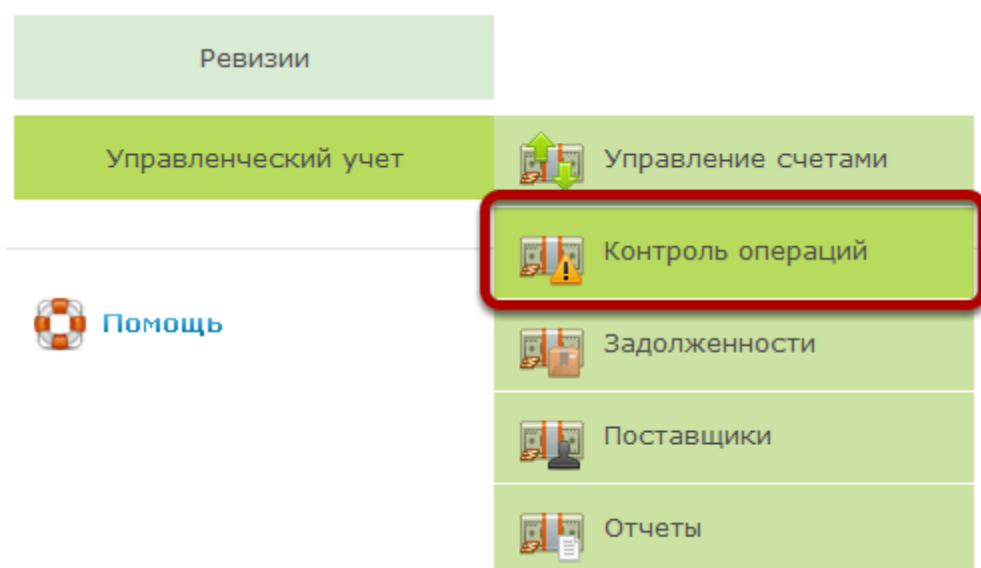 Ревизии
Управленческий учет
Управление счетами
Контроль операций
Помощь
Задолженности
Поставщики
Отчеты